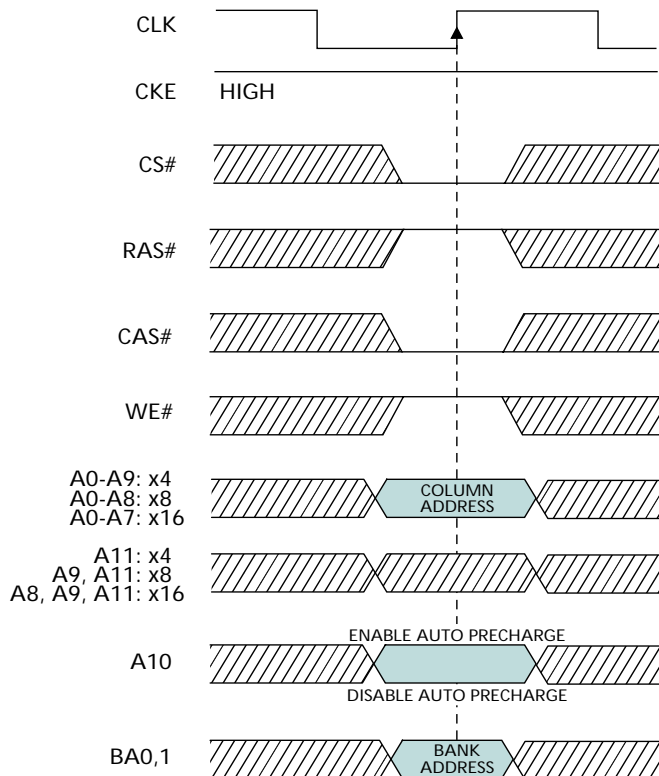 CLK
CKE HIGH
CS#
RAS#
CAS#
WE#
A0-A9: x4
A0-A8: x8
A0-A7: x16
COLUMN
ADDRESS
A11: x4
A9, A11: x8
A8, A9, A11: x16
ENABLE AUTO PRECHARGE
A10
DISABLE AUTO PRECHARGE
BA0,1
BANK
ADDRESS